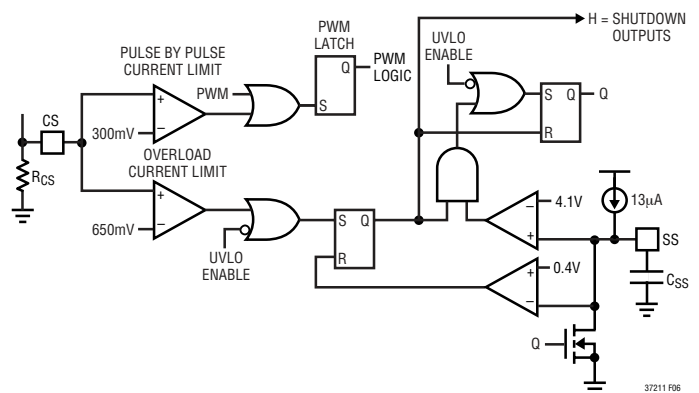 H = SHUTDOWN
OUTPUTS
PWM
LATCH
UVLO
ENABLE
PULSE BY PULSE
CURRENT LIMIT
Q
PWM
LOGIC
PWM
S
S Q
Q
R
CS
+
–
300mV
OVERLOAD
CURRENT LIMIT
RCS
+
–
650mV
UVLO
ENABLE
S Q
R
–
+
4.1V
13µA
SS
+
–
0.4V
CSS
Q
37211 F06